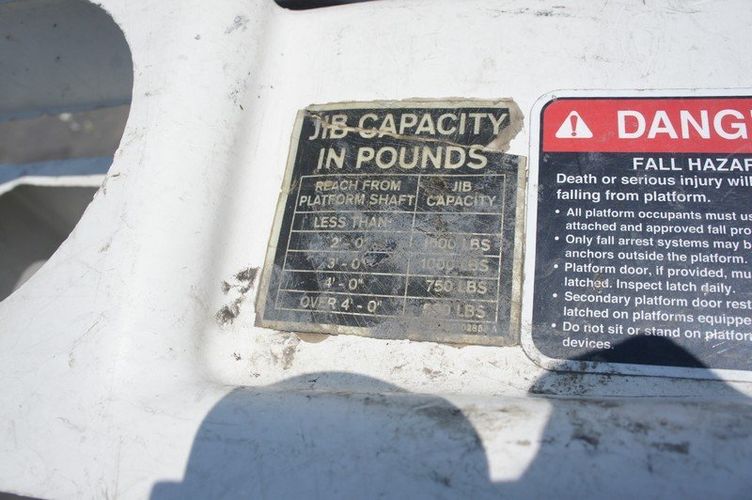 JIB CAPACITY
IN POUNDS
REACH FROM
PLATFORM SHAFT
JIB
CAPACITY
LESS THAN
2'-0" 1000 LBS
3'-0" 1000 LBS
4'-0" 750 LBS
OVER 4'-0" LBS
DANG
FALL HAZAR
Death or serious injury will
falling from platform.
• All platform occupants must us
attached and approved fall pro
• Only fall arrest systems may b
anchors outside the platform.
• Platform door, if provided, mu
latched. Inspect latch daily.
• Secondary platform door rest
latched on platforms equippe
• Do not sit or stand on platfor
devices.